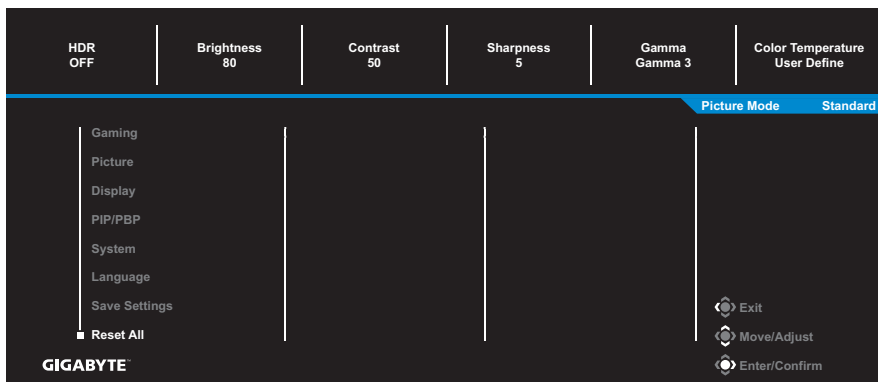 HDR
OFF
Brightness
80
Contrast
50
Sharpness
5
Gamma
Gamma 3
Color Temperature
User Define
Picture Mode Standard
Gaming
Picture
Display
PIP/PBP
System
Language
Save Settings
Reset All
Exit
Move/Adjust
Enter/Confirm
GIGABYTE™